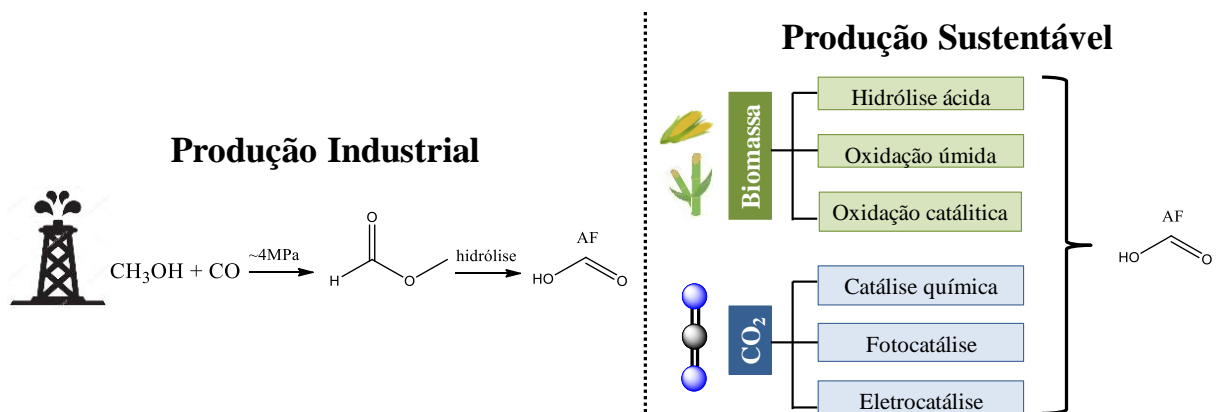 Produção Industrial
CH₃OH + CO
~4MPa
O
H
O
hidrólise
AF
HO
O
Produção Sustentável
Biomassa
Hidrólise ácida
Oxidação úmida
Oxidação catálitica
CO₂
Catálise química
Fotocatálise
Eletrocatálise
AF
HO
O